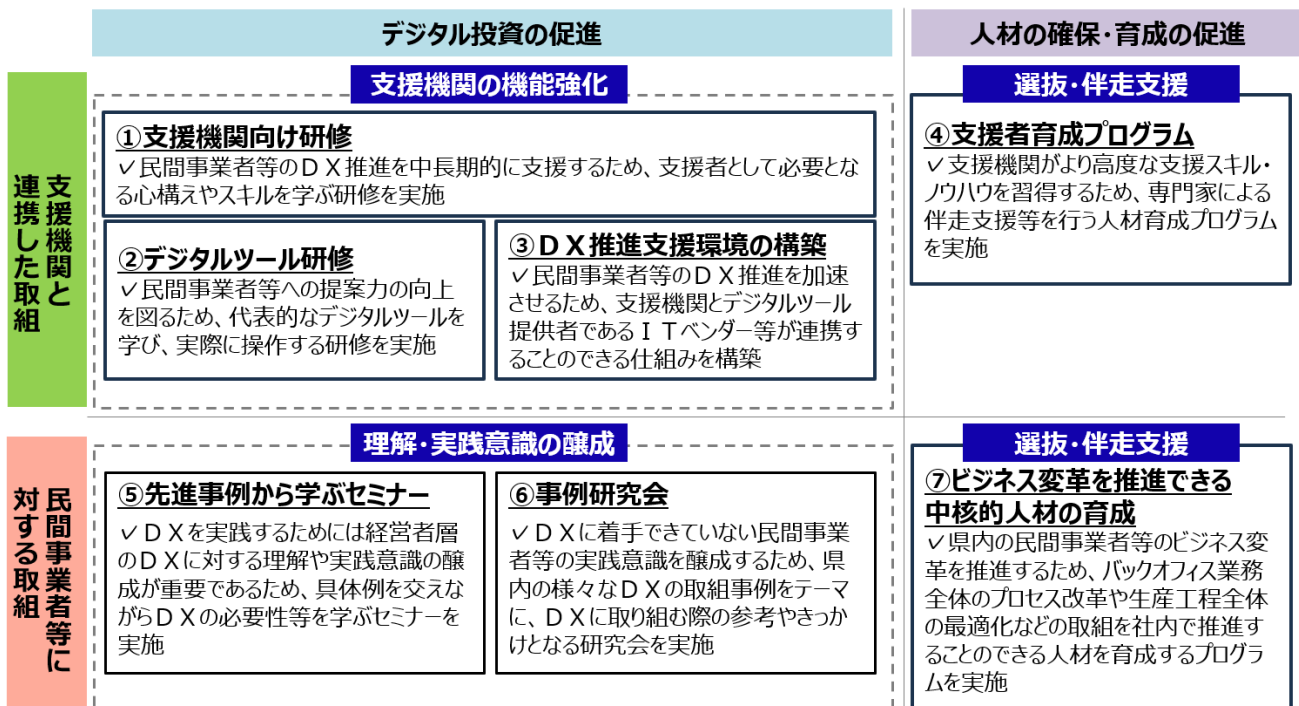 デジタル投資の促進
人材の確保・育成の促進
支援機関と
連携した取組
支援機関の機能強化
①支援機関向け研修
✓民間事業者等のＤＸ推進を中長期的に支援するため、支援者として必要とな
る心構えやスキルを学ぶ研修を実施
②デジタルツール研修
✓民間事業者等への提案力の向上
を図るため、代表的なデジタルツールを
学び、実際に操作する研修を実施
③ＤＸ推進支援環境の構築
✓民間事業者等のＤＸ推進を加速
させるため、支援機関とデジタルツール
提供者であるＩＴベンダー等が連携す
ることのできる仕組みを構築
選抜・伴走支援
④支援者育成プログラム
✓支援機関がより高度な支援スキル・
ノウハウを習得するため、専門家による
伴走支援等を行う人材育成プログラム
を実施
民間事業者等に
対する取組
理解・実践意識の醸成
⑤先進事例から学ぶセミナー
✓ＤＸを実践するためには経営者層
のＤＸに対する理解や実践意識の醸
成が重要であるため、具体例を交えな
がらＤＸの必要性等を学ぶセミナーを
実施
⑥事例研究会
✓ＤＸに着手できていない民間事業
者等の実践意識を醸成するため、県
内の様々なＤＸの取組事例をテーマ
に、ＤＸに取り組む際の参考やきっか
けとなる研究会を実施
選抜・伴走支援
⑦ビジネス変革を推進できる
中核的人材の育成
✓県内の民間事業者等のビジネス変
革を推進するため、バックオフィス業務
全体のプロセス改革や生産工程全体
の最適化などの取組を社内で推進す
ることのできる人材を育成するプログラ
ムを実施